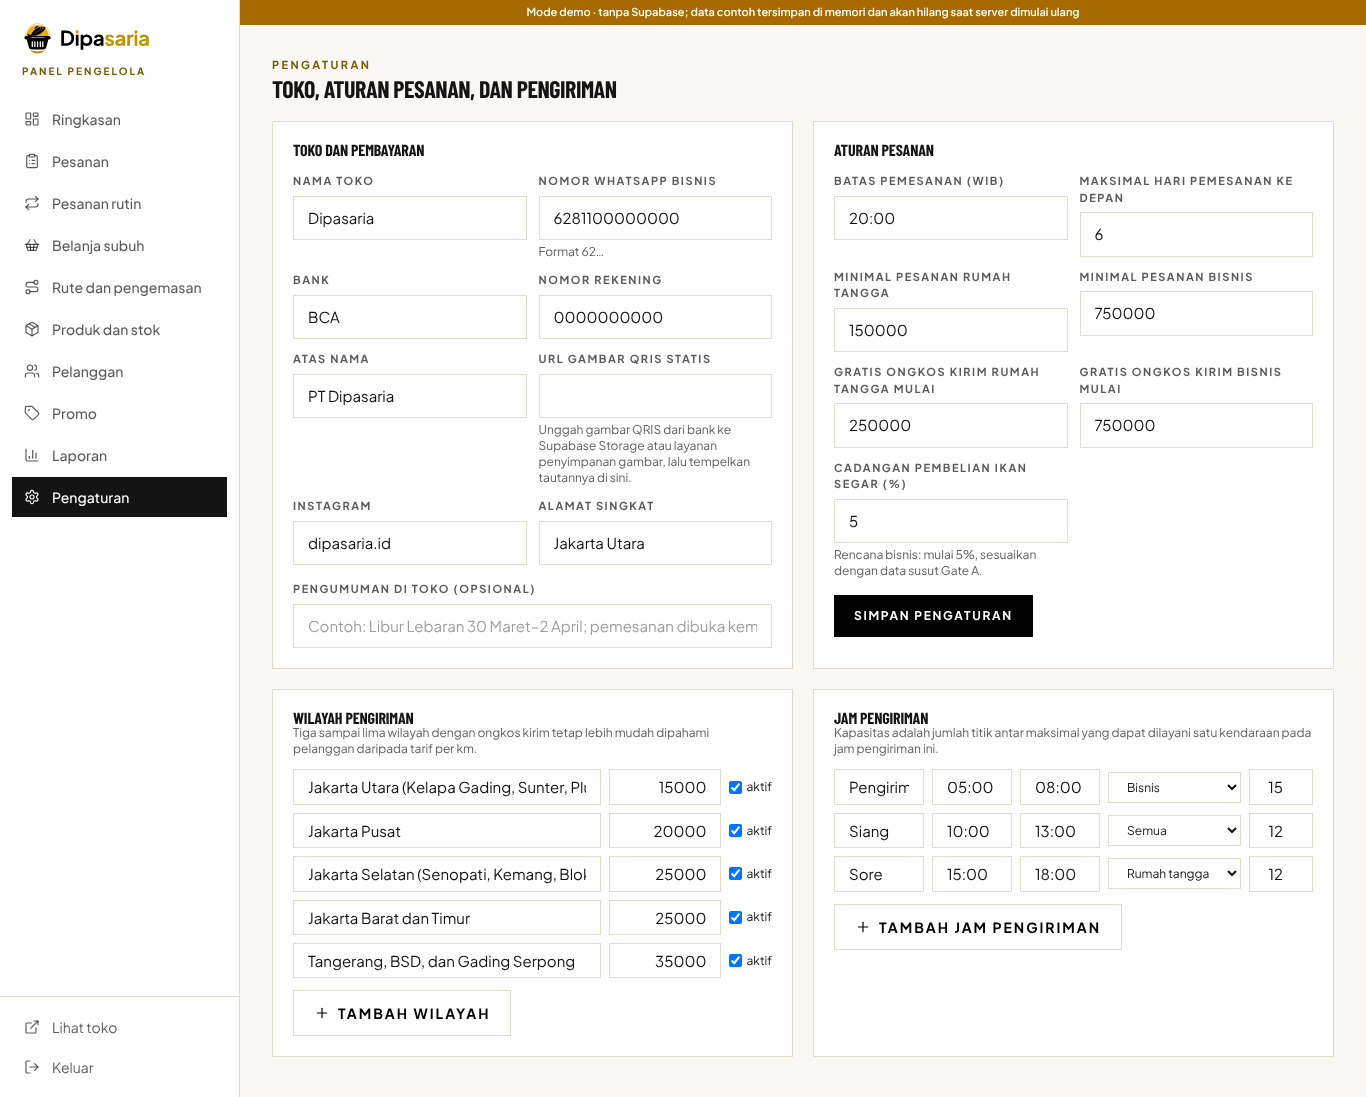 Mode demo · tanpa Supabase; data contoh tersimpan di memori dan akan hilang saat server dimulai ulang
Dipasaria
PANEL PENGELOLA
Ringkasan
Pesanan
Pesanan rutin
Belanja subuh
Rute dan pengemasan
Produk dan stok
Pelanggan
Promo
Laporan
Pengaturan
Lihat toko
Keluar
PENGATURAN
TOKO, ATURAN PESANAN, DAN PENGIRIMAN
TOKO DAN PEMBAYARAN
NAMA TOKO
Dipasaria
NOMOR WHATSAPP BISNIS
6281100000000
Format 62…
BANK
BCA
NOMOR REKENING
0000000000
ATAS NAMA
PT Dipasaria
URL GAMBAR QRIS STATIS
Unggah gambar QRIS dari bank ke
Supabase Storage atau layanan
penyimpanan gambar, lalu tempelkan
tautannya di sini.
INSTAGRAM
dipasaria.id
ALAMAT SINGKAT
Jakarta Utara
PENGUMUMAN DI TOKO (OPSIONAL)
Contoh: Libur Lebaran 30 Maret–2 April; pemesanan dibuka kem
ATURAN PESANAN
BATAS PEMESANAN (WIB)
20:00
MAKSIMAL HARI PEMESANAN KE
DEPAN
6
MINIMAL PESANAN RUMAH
TANGGA
150000
MINIMAL PESANAN BISNIS
750000
GRATIS ONGKOS KIRIM RUMAH
TANGGA MULAI
250000
GRATIS ONGKOS KIRIM BISNIS
MULAI
750000
CADANGAN PEMBELIAN IKAN
SEGAR (%)
5
Rencana bisnis: mulai 5%, sesuaikan
dengan data susut Gate A.
SIMPAN PENGATURAN
WILAYAH PENGIRIMAN
Tiga sampai lima wilayah dengan ongkos kirim tetap lebih mudah dipahami
pelanggan daripada tarif per km.
Jakarta Utara (Kelapa Gading, Sunter, Plu 15000 aktif
Jakarta Pusat 20000 aktif
Jakarta Selatan (Senopati, Kemang, Blok 25000 aktif
Jakarta Barat dan Timur 25000 aktif
Tangerang, BSD, dan Gading Serpong 35000 aktif
+ TAMBAH WILAYAH
JAM PENGIRIMAN
Kapasitas adalah jumlah titik antar maksimal yang dapat dilayani satu kendaraan pada
jam pengiriman ini.
Pengirim 05:00 08:00 Bisnis 15
Siang 10:00 13:00 Semua 12
Sore 15:00 18:00 Rumah tangga 12
+ TAMBAH JAM PENGIRIMAN